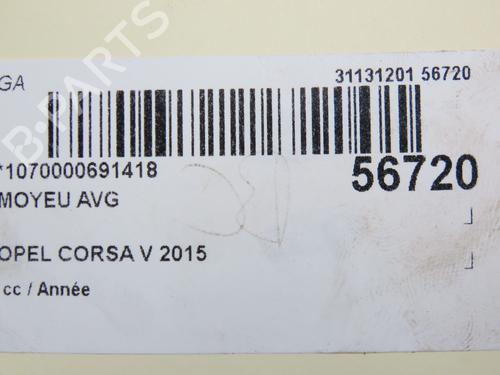 GA
31131201 56720
*1070000691418
56720
MOYEU AVG
OPEL CORSA V 2015
cc / Année
B-PARTS